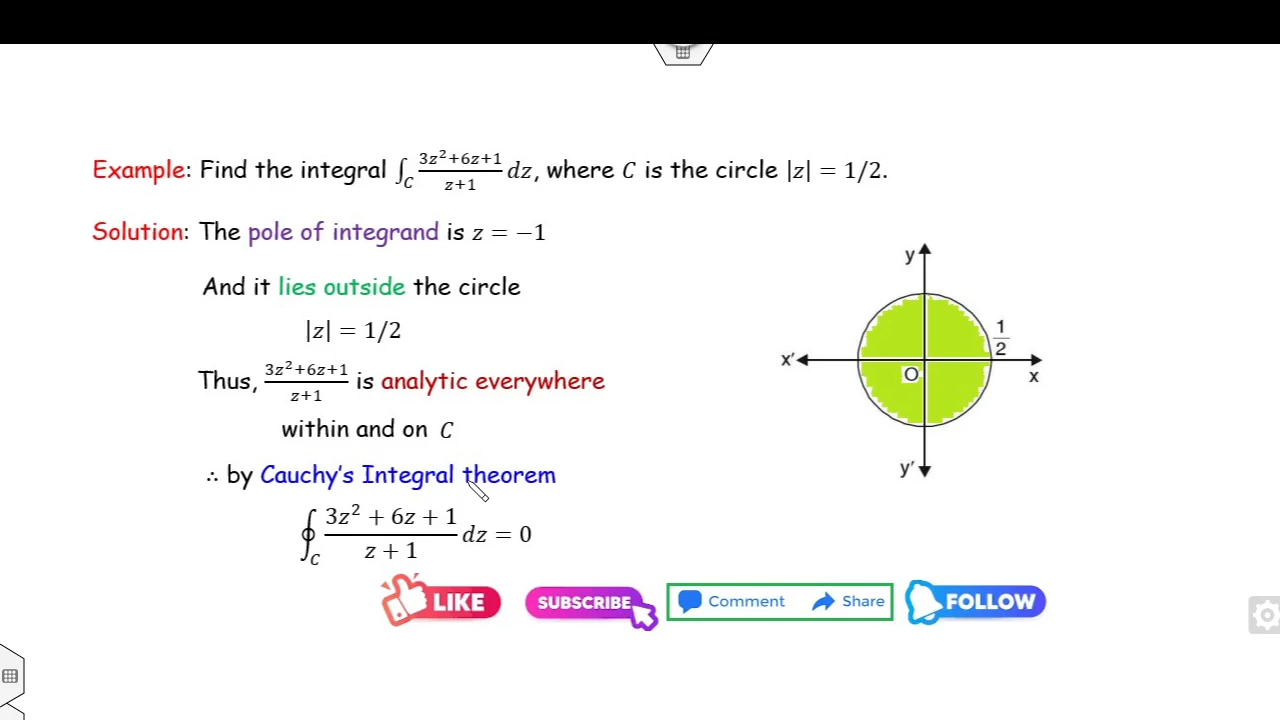 Example: Find the integral ∫_C (3z²+6z+1)/(z+1) dz, where C is the circle |z| = 1/2.
Solution: The pole of integrand is z = −1
And it lies outside the circle
|z| = 1/2
Thus, (3z²+6z+1)/(z+1) is analytic everywhere
within and on C
∴ by Cauchy's Integral theorem
∮_C (3z² + 6z + 1)/(z + 1) dz = 0
y
1/2
x′
O
x
y′
LIKE
SUBSCRIBE
Comment
Share
FOLLOW